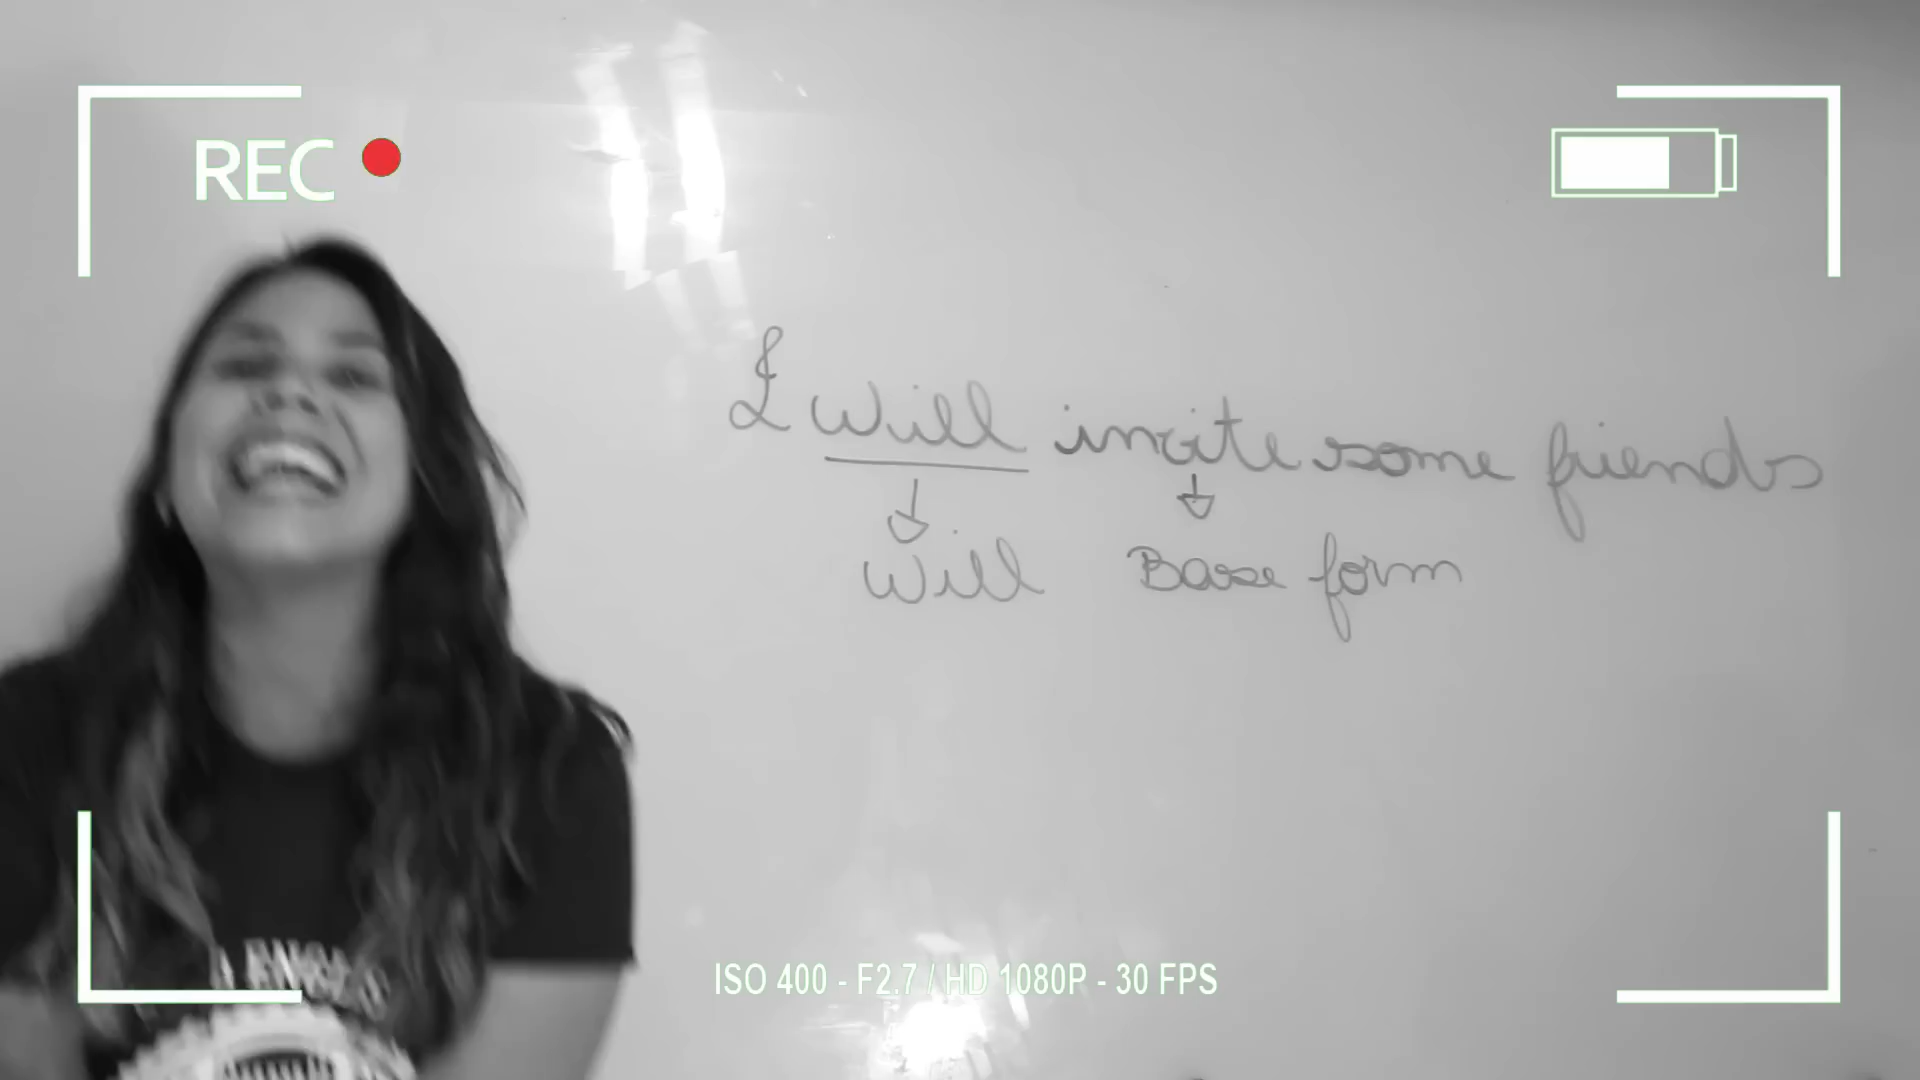 REC
I will invite some friends
will Base form
ISO 400 - F2.7 / HD 1080P - 30 FPS